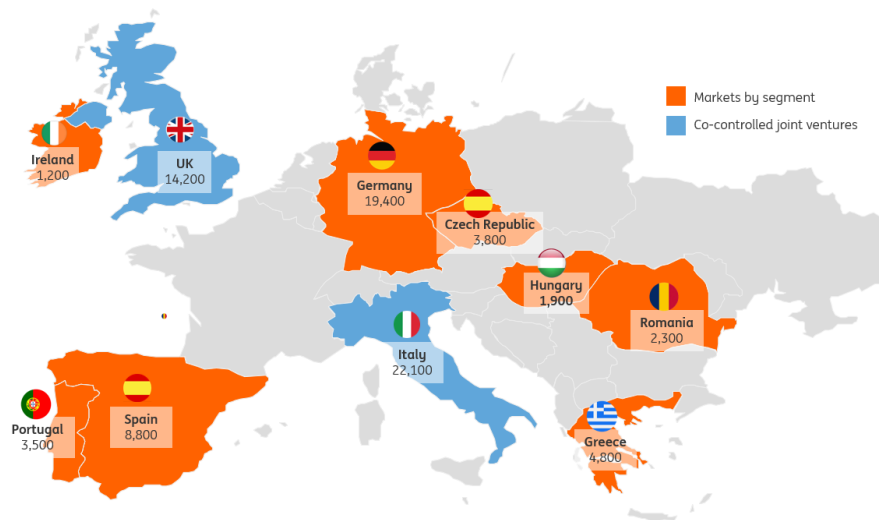 Markets by segment
Co-controlled joint ventures
Ireland
1,200
UK
14,200
Germany
19,400
Czech Republic
3,800
Hungary
1,900
Romania
2,300
Italy
22,100
Portugal
3,500
Spain
8,800
Greece
4,800